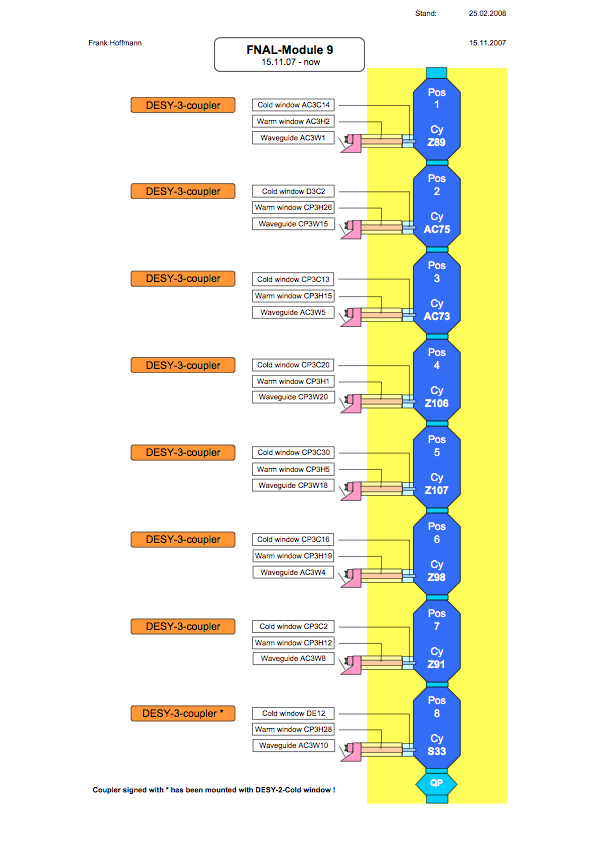 Stand: 25.02.2008
Frank Hoffmann
15.11.2007
FNAL-Module 9
15.11.07 - now
DESY-3-coupler
Cold window AC3C14
Warm window AC3H2
Waveguide AC3W1
Pos
1
Cy
Z89
DESY-3-coupler
Cold window D3C2
Warm window CP3H26
Waveguide CP3W15
Pos
2
Cy
AC75
DESY-3-coupler
Cold window CP3C13
Warm window CP3H15
Waveguide AC3W5
Pos
3
Cy
AC73
DESY-3-coupler
Cold window CP3C20
Warm window CP3H1
Waveguide CP3W20
Pos
4
Cy
Z106
DESY-3-coupler
Cold window CP3C30
Warm window CP3H5
Waveguide CP3W18
Pos
5
Cy
Z107
DESY-3-coupler
Cold window CP3C16
Warm window CP3H19
Waveguide AC3W4
Pos
6
Cy
Z98
DESY-3-coupler
Cold window CP3C2
Warm window CP3H12
Waveguide AC3W8
Pos
7
Cy
Z91
DESY-3-coupler *
Cold window DE12
Warm window CP3H28
Waveguide AC3W10
Pos
8
Cy
S33
QP
Coupler signed with * has been mounted with DESY-2-Cold window !